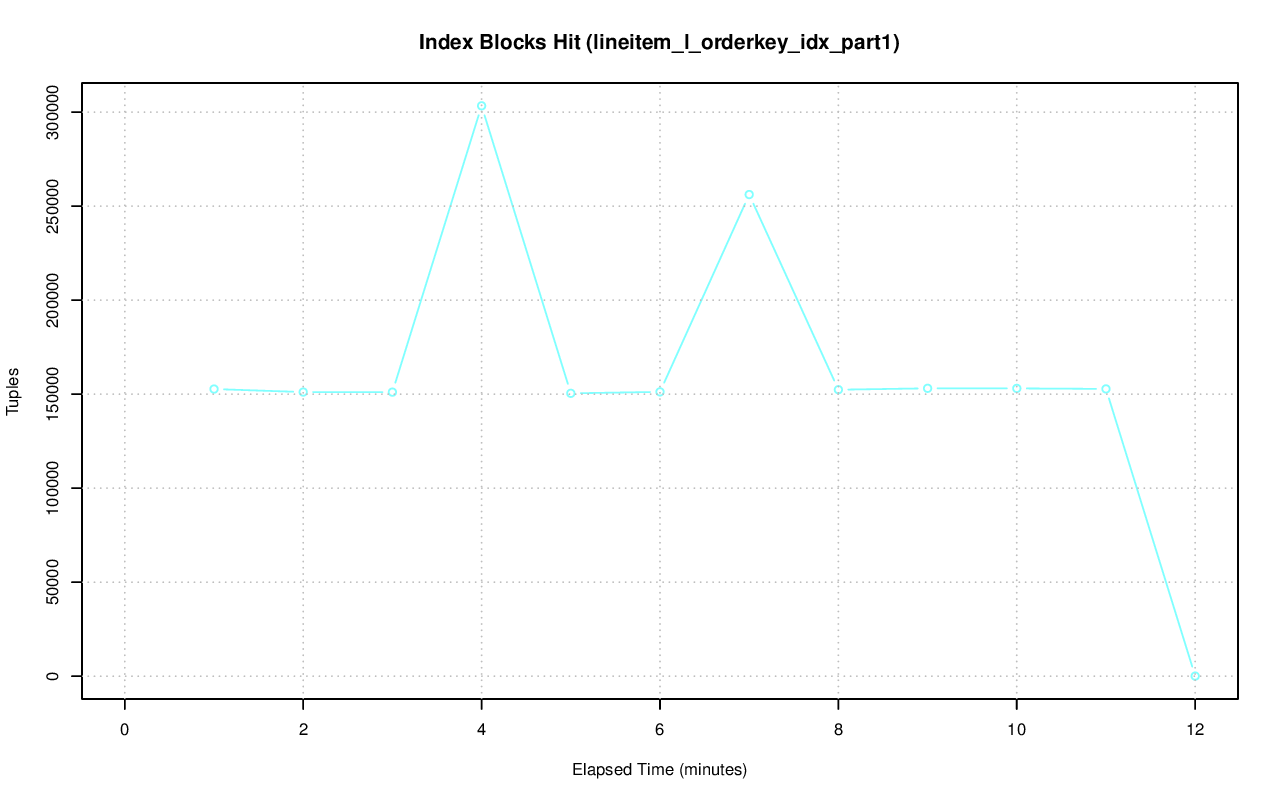 Index Blocks Hit (lineitem_l_orderkey_idx_part1)
300000
250000
200000
150000
100000
50000
0
Tuples
0 2 4 6 8 10 12
Elapsed Time (minutes)